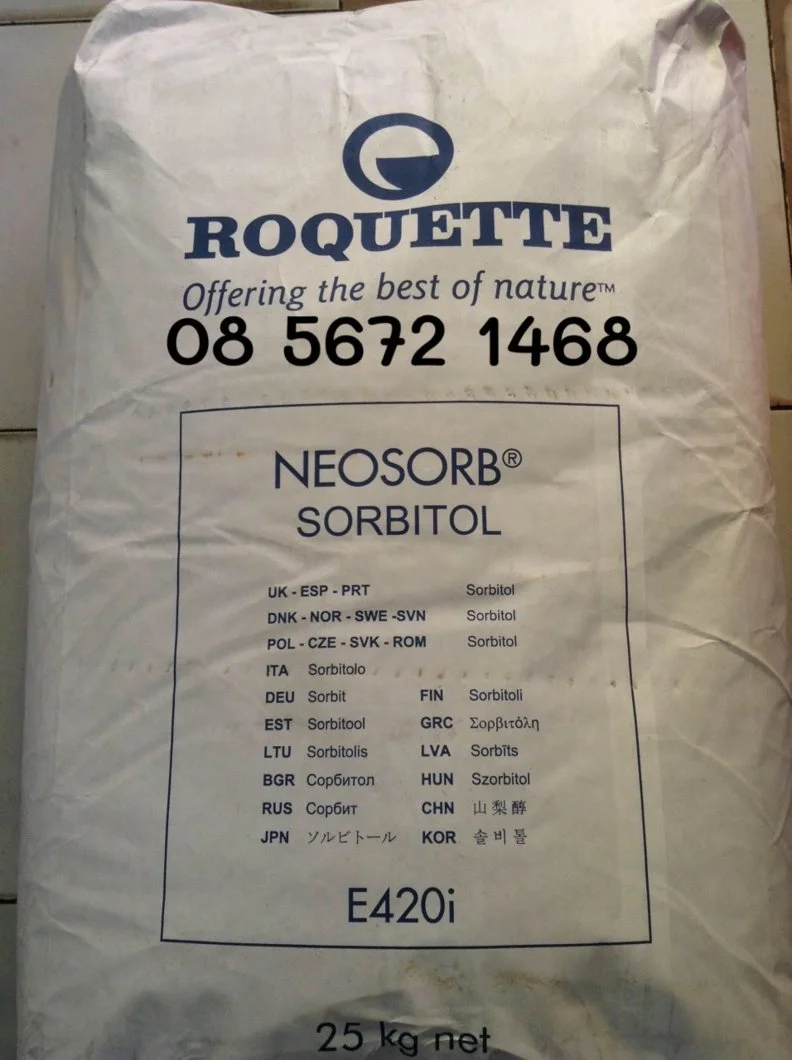 ROQUETTE
Offering the best of nature™
08 5672 1468
NEOSORB®
SORBITOL
UK - ESP - PRT Sorbitol
DNK - NOR - SWE -SVN Sorbitol
POL - CZE - SVK - ROM Sorbitol
ITA Sorbitolo
DEU Sorbit FIN Sorbitoli
EST Sorbitool GRC Σορβιτόλη
LTU Sorbitolis LVA Sorbīts
BGR Сорбитол HUN Szorbitol
RUS Сорбит CHN 山梨醇
JPN ソルビトール KOR 솔비톨
E420i
25 kg net